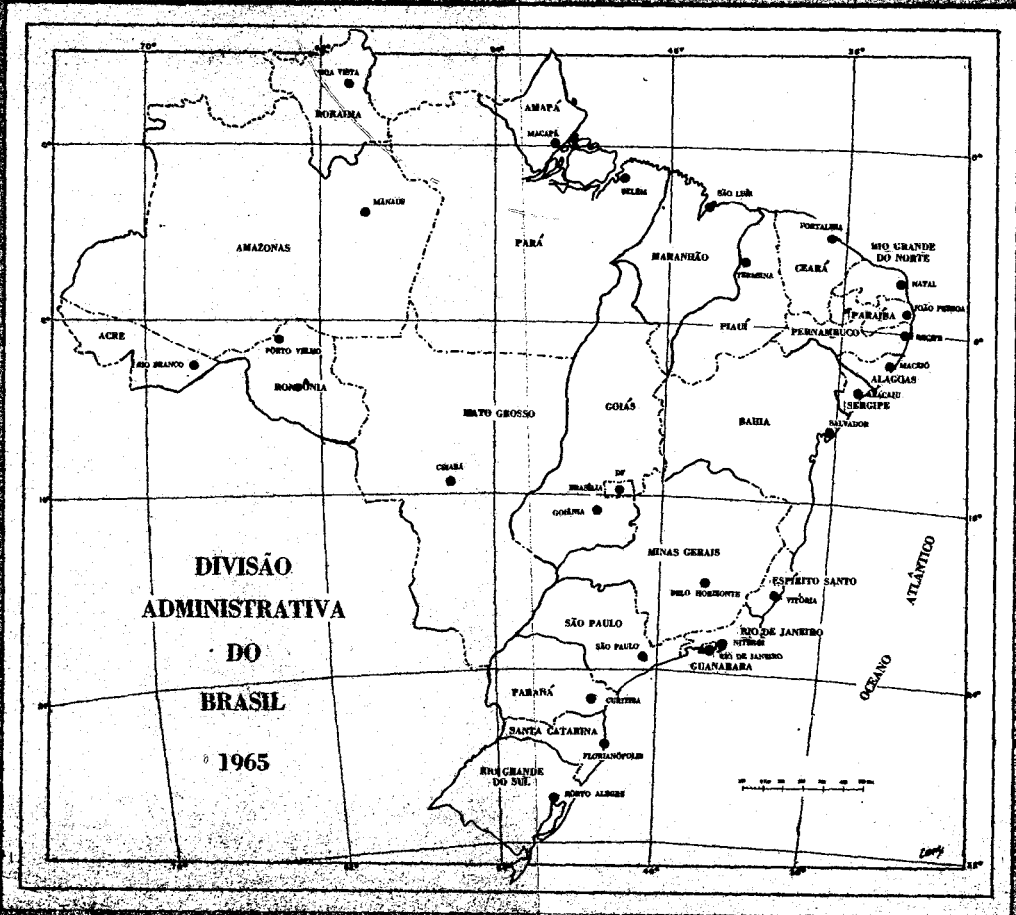 70°
45°
BOA VISTA
RORAIMA
AMAPÁ
MACAPÁ
0°
0°
BELÉM
SÃO LUÍS
MANAUS
AMAZONAS
PARÁ
MARANHÃO
TERESINA
FORTALEZA
CEARÁ
RIO GRANDE
DO NORTE
NATAL
PARAÍBA
JOÃO PESSOA
PIAUÍ
PERNAMBUCO
RECIFE
ACRE
RIO BRANCO
PÔRTO VELHO
RONDÔNIA
MACEIÓ
ALAGOAS
ARACAJU
SERGIPE
MATO GROSSO
GOIÁS
BAHIA
SALVADOR
CUIABÁ
DF
BRASÍLIA
GOIÂNIA
MINAS GERAIS
BELO HORIZONTE
ESPÍRITO SANTO
VITÓRIA
SÃO PAULO
SÃO PAULO
RIO DE JANEIRO
NITERÓI
RIO DE JANEIRO
GUANABARA
PARANÁ
CURITIBA
SANTA CATARINA
FLORIANÓPOLIS
RIO GRANDE
DO SUL
PÔRTO ALEGRE
OCEANO
ATLÂNTICO
DIVISÃO
ADMINISTRATIVA
DO
BRASIL
1965